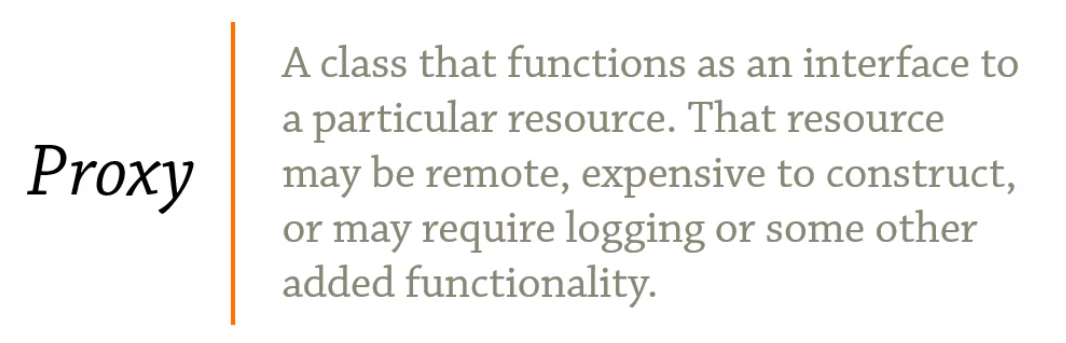 Proxy
A class that functions as an interface to
a particular resource. That resource
may be remote, expensive to construct,
or may require logging or some other
added functionality.